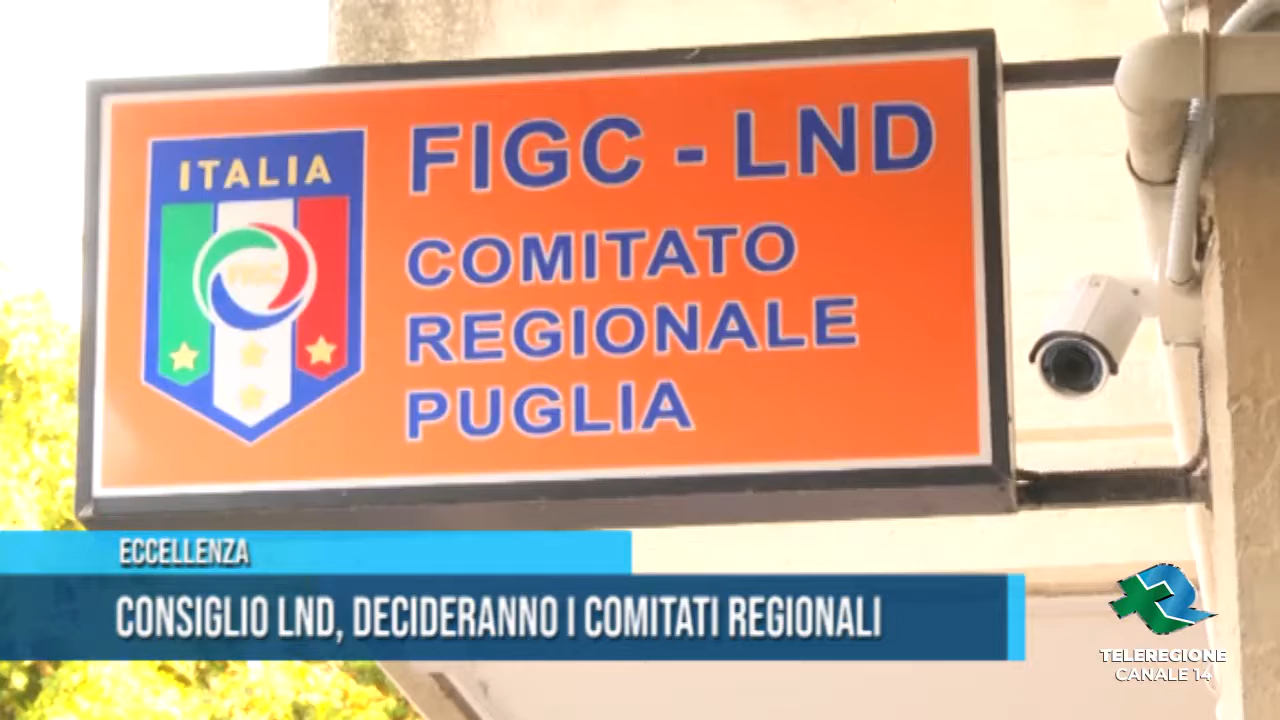 ITALIA
FIGC
FIGC - LND
COMITATO
REGIONALE
PUGLIA
ECCELLENZA
CONSIGLIO LND, DECIDERANNO I COMITATI REGIONALI
TELEREGIONE
CANALE 14